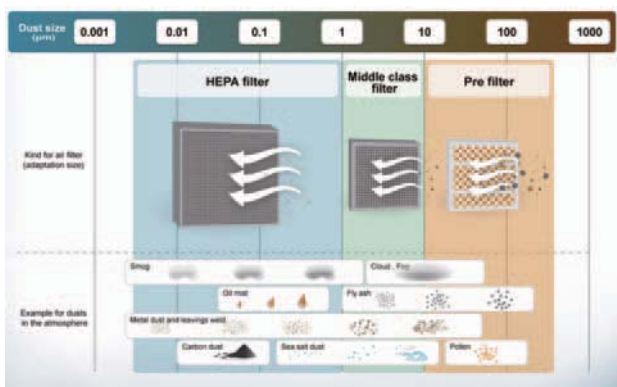 Dust size
(μm)
0.001
0.01
0.1
1
10
100
1000
HEPA filter
Middle class
filter
Pre filter
Kind for air filter
(adaptation size)
Example for dusts
in the atmosphere
Smog
Cloud , Fog
Oil mist
Fly ash
Metal dust and leavings weld
Carbon dust
Sea salt dust
Pollen